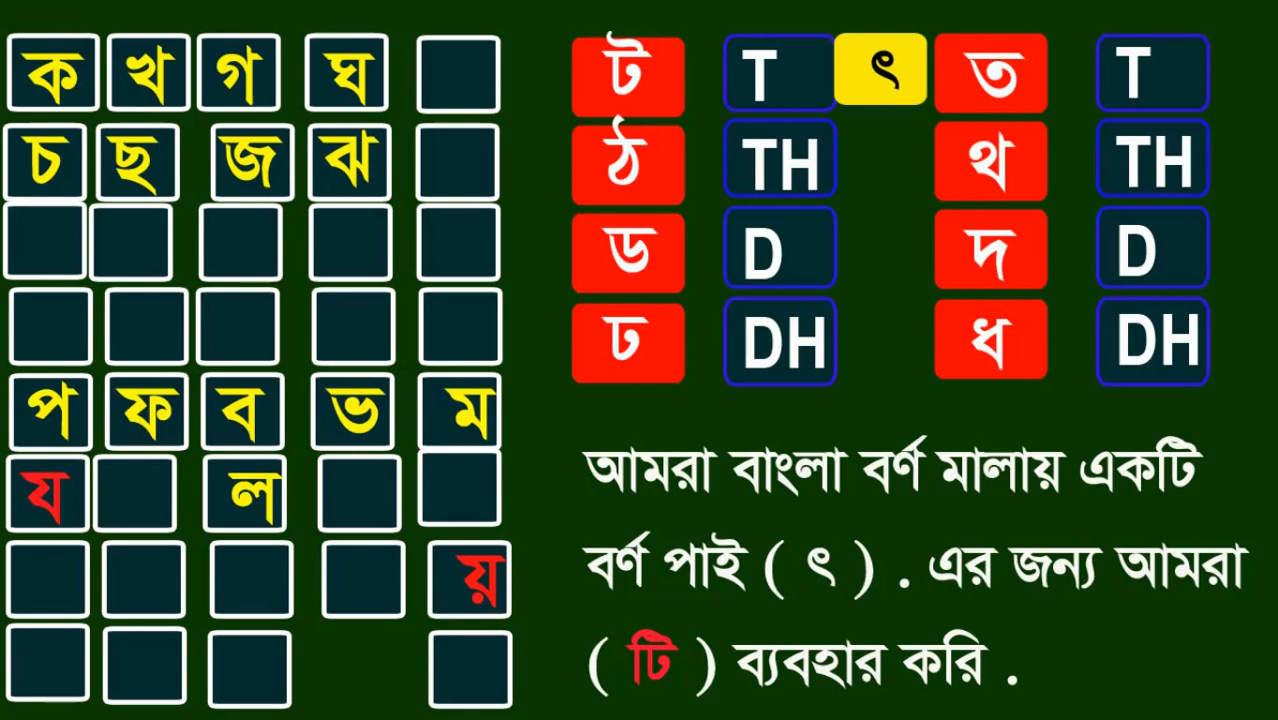 ক খ গ ঘ
চ ছ জ ঝ
প ফ ব ভ ম
য ল
য়
ট T ৎ ত T
ঠ TH থ TH
ড D দ D
ঢ DH ধ DH
আমরা বাংলা বর্ণ মালায় একটি
বর্ণ পাই ( ৎ ) . এর জন্য আমরা
( টি ) ব্যবহার করি .